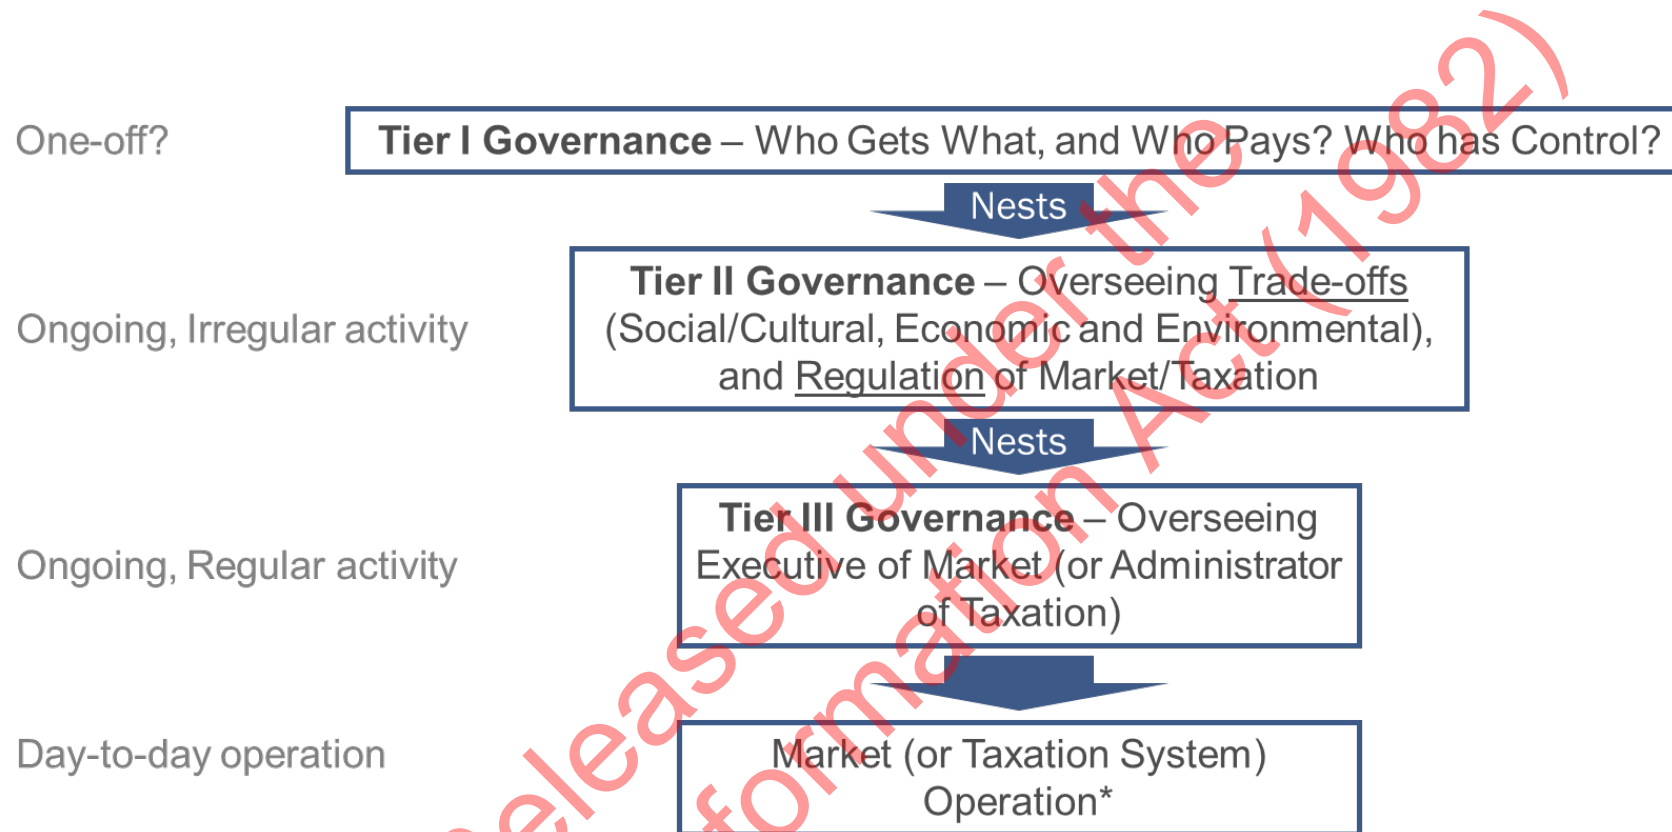 One-off?
Tier I Governance – Who Gets What, and Who Pays? Who has Control?
Nests
Tier II Governance – Overseeing Trade-offs
(Social/Cultural, Economic and Environmental),
and Regulation of Market/Taxation
Ongoing, Irregular activity
Nests
Tier III Governance – Overseeing
Executive of Market (or Administrator
of Taxation)
Ongoing, Regular activity
Market (or Taxation System)
Operation*
Day-to-day operation
eleased under the
formation Act (1982)